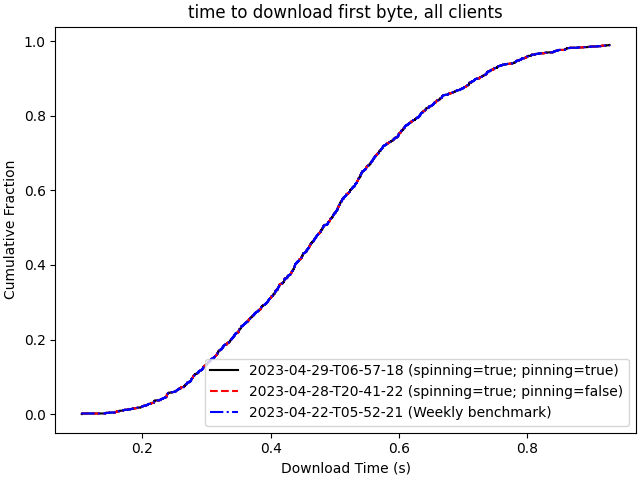 time to download first byte, all clients
Cumulative Fraction
1.0
0.8
0.6
0.4
0.2
0.0
2023-04-29-T06-57-18 (spinning=true; pinning=true)
2023-04-28-T20-41-22 (spinning=true; pinning=false)
2023-04-22-T05-52-21 (Weekly benchmark)
0.2 0.4 0.6 0.8
Download Time (s)